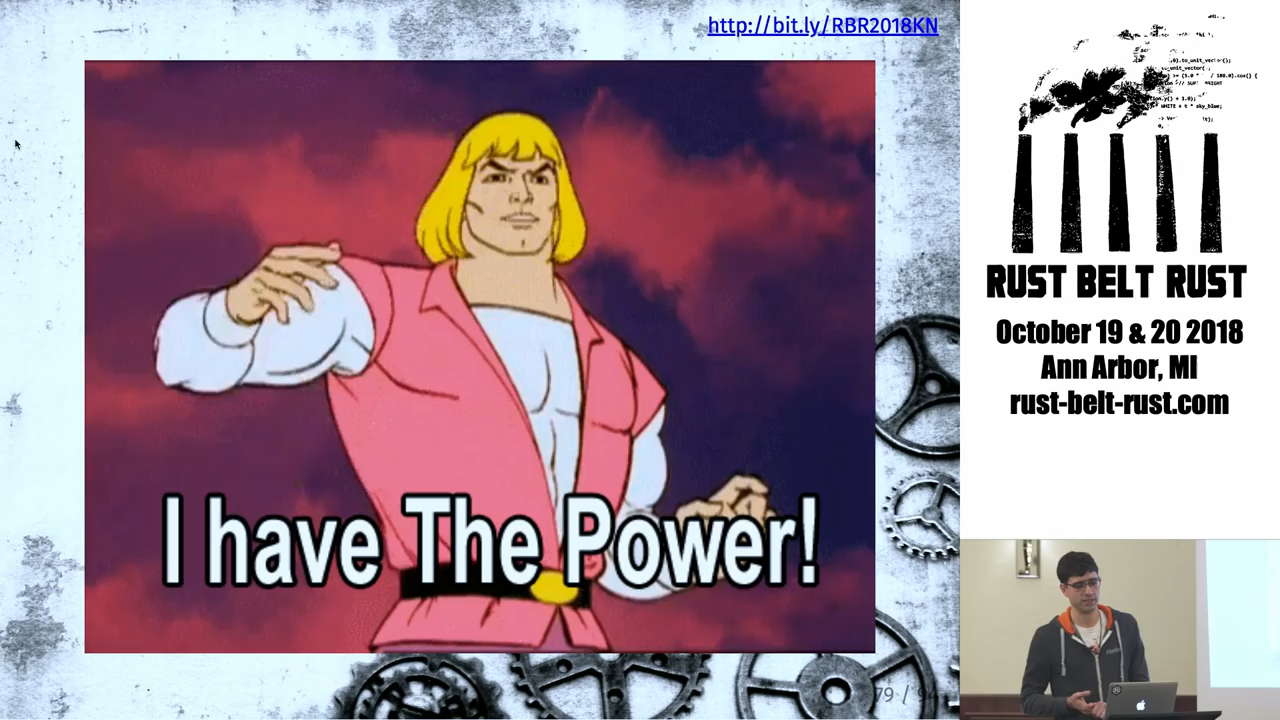 http://bit.ly/RBR2018KN
I have The Power!
79 /
RUST BELT RUST
October 19 & 20 2018
Ann Arbor, MI
rust-belt-rust.com